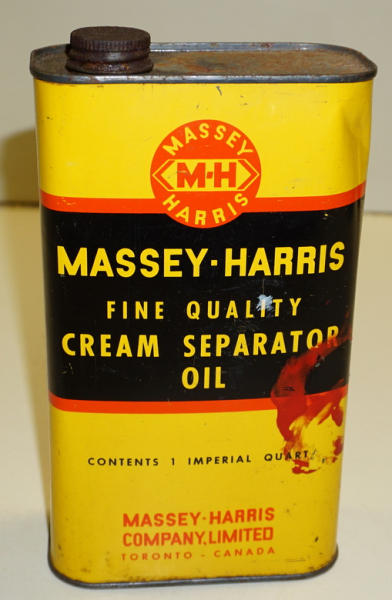 MASSEY
M-H
HARRIS
MASSEY-HARRIS
FINE QUALITY
CREAM SEPARATOR
OIL
CONTENTS 1 IMPERIAL QUART
MASSEY-HARRIS
COMPANY, LIMITED
TORONTO - CANADA